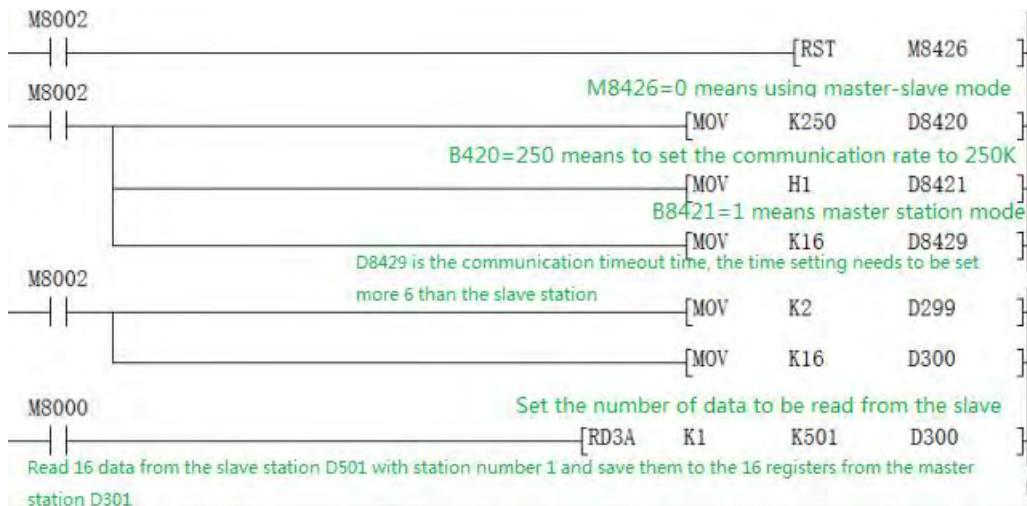 M8002
[RST M8426 ]
M8426=0 means using master-slave mode
M8002
[MOV K250 D8420 ]
B420=250 means to set the communication rate to 250K
[MOV H1 D8421 ]
B8421=1 means master station mode
[MOV K16 D8429 ]
D8429 is the communication timeout time, the time setting needs to be set
M8002
more 6 than the slave station
[MOV K2 D299 ]
[MOV K16 D300 ]
Set the number of data to be read from the slave
M8000
[RD3A K1 K501 D300 ]
Read 16 data from the slave station D501 with station number 1 and save them to the 16 registers from the master
station D301